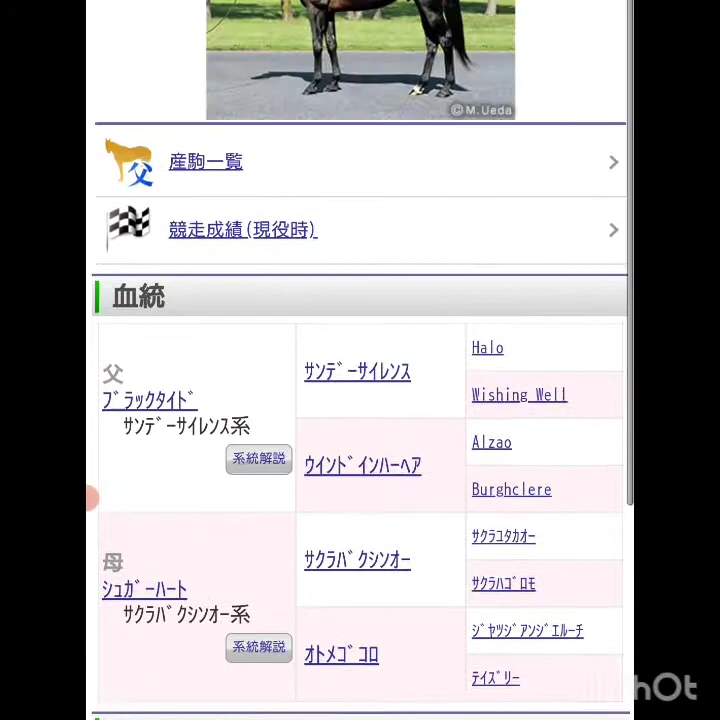 ©M.Ueda
父
産駒一覧
競走成績(現役時)
血統
父
ﾌﾞﾗｯｸﾀｲﾄﾞ
ｻﾝﾃﾞｰｻｲﾚﾝｽ系
系統解説
ｻﾝﾃﾞｰｻｲﾚﾝｽ
Halo
Wishing Well
ｳｲﾝﾄﾞｲﾝﾊｰﾍｱ
Alzao
Burghclere
母
ｼｭｶﾞｰﾊｰﾄ
ｻｸﾗﾊﾞｸｼﾝｵｰ系
系統解説
ｻｸﾗﾊﾞｸｼﾝｵｰ
ｻｸﾗﾕﾀｶｵｰ
ｻｸﾗﾊｺﾞﾛﾓ
ｵﾄﾒｺﾞｺﾛ
ｼﾞﾔﾂｼﾞｱﾝｼﾞｴﾙｰﾁ
ﾃｲｽﾞﾘｰ